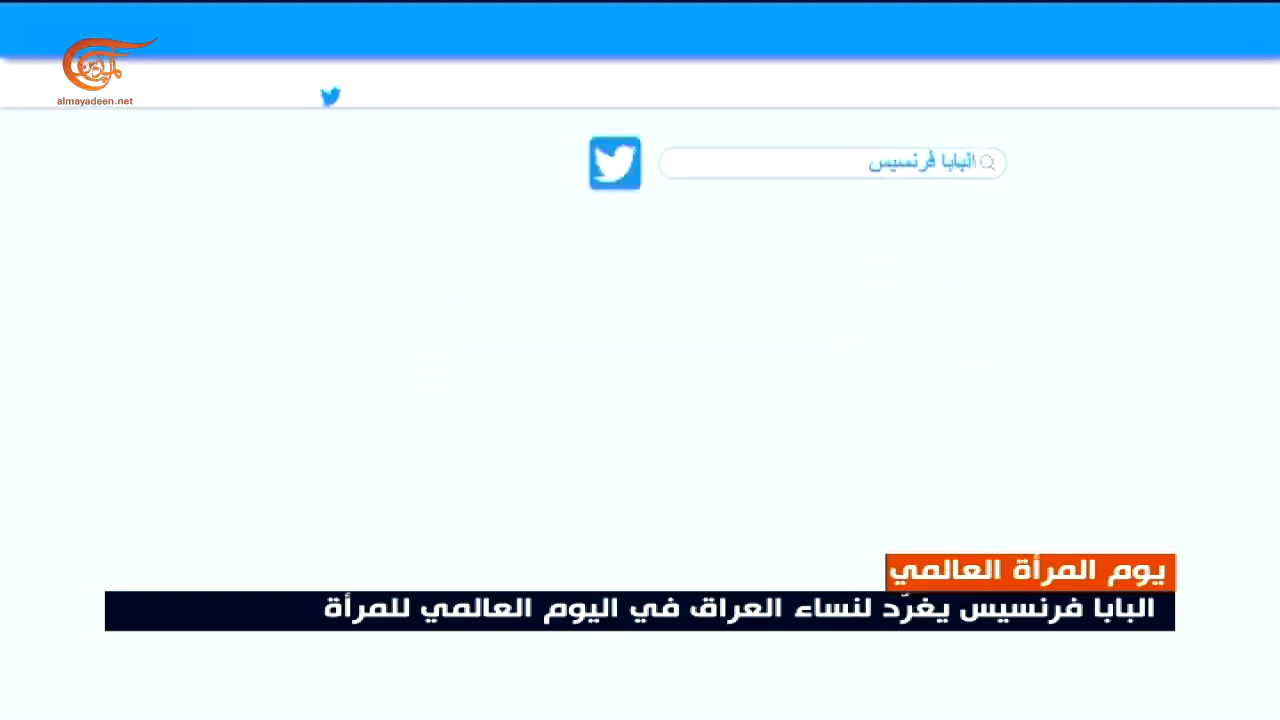 almayadeen.net
البابا فرنسيس
يوم المرأة العالمي
البابا فرنسيس يغرّد لنساء العراق في اليوم العالمي للمرأة